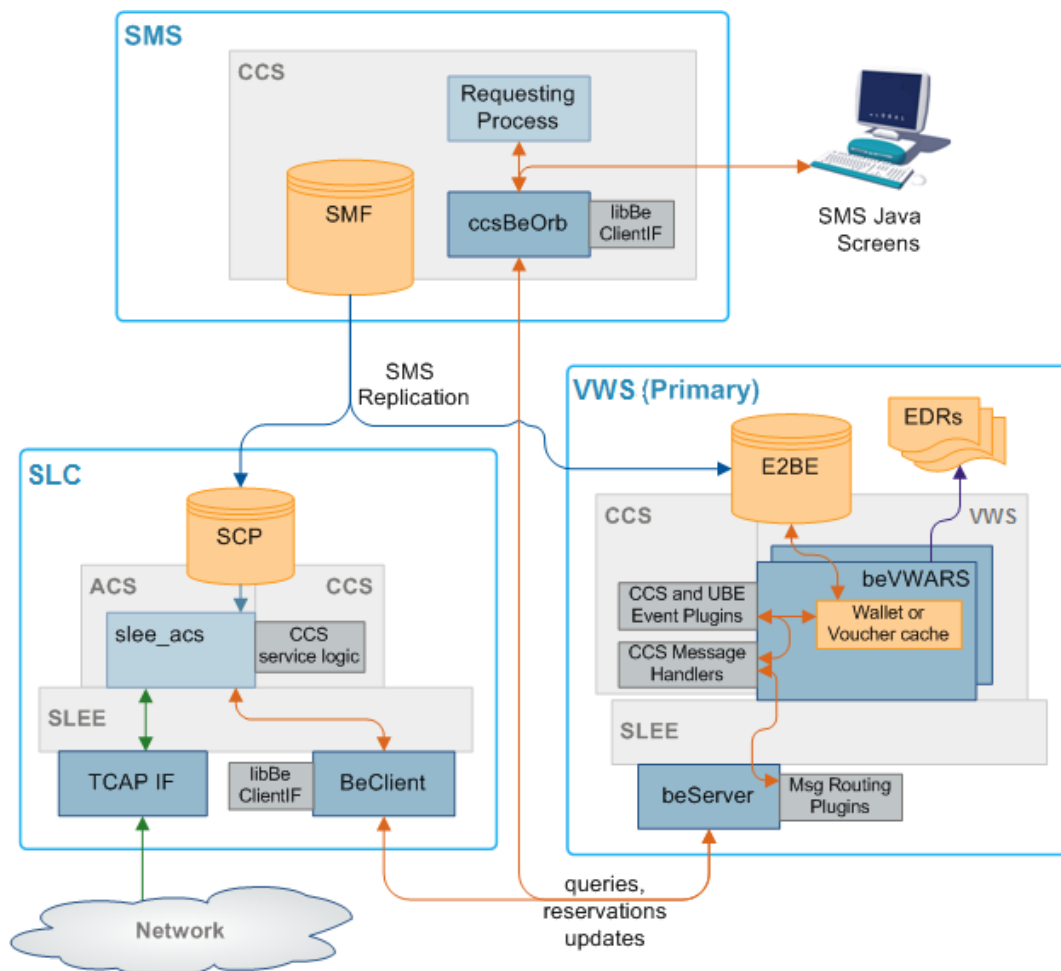 SMS
CCS
Requesting
Process
SMF
ccsBeOrb
libBe
ClientIF
SMS Java
Screens
SMS
Replication
VWS (Primary)
EDRs
E2BE
CCS
VWS
beVWARS
CCS and UBE
Event Plugins
Wallet or
Voucher cache
CCS Message
Handlers
SLEE
beServer
Msg Routing
Plugins
SLC
SCP
ACS
CCS
slee_acs
CCS
service logic
SLEE
TCAP IF
libBe
ClientIF
BeClient
queries,
reservations
updates
Network